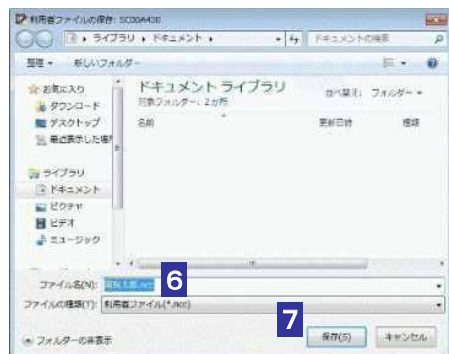 利用者ファイルの保存: SC00A420
ライブラリ ▸ ドキュメント ▸
ドキュメントの検索
整理 ▾ 新しいフォルダー
お気に入り
ダウンロード
デスクトップ
最近表示した場所
ライブラリ
ドキュメント
ピクチャ
ビデオ
ミュージック
ドキュメント ライブラリ
対象フォルダー: 2か所
並べ替え: フォルダー ▾
名前 更新日時 種類
ファイル名(N):
6
ファイルの種類(T): 利用者ファイル(*.ncc)
7
フォルダーの非表示
保存(S) キャンセル